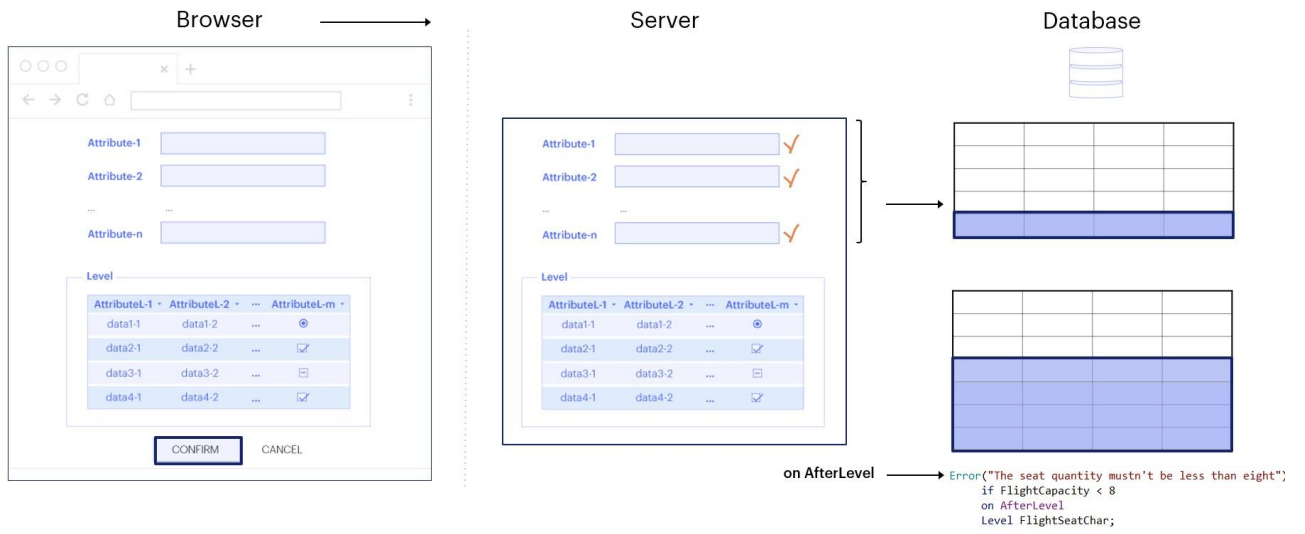 Browser
Server
Database
Attribute-1
Attribute-2
... ...
Attribute-n
Level
AttributeL-1 AttributeL-2 ... AttributeL-m
data1-1 data1-2 ...
data2-1 data2-2 ...
data3-1 data3-2 ...
data4-1 data4-2 ...
CONFIRM CANCEL
Attribute-1
Attribute-2
... ...
Attribute-n
Level
AttributeL-1 AttributeL-2 ... AttributeL-m
data1-1 data1-2 ...
data2-1 data2-2 ...
data3-1 data3-2 ...
data4-1 data4-2 ...
on AfterLevel
Error("The seat quantity mustn't be less than eight")
if FlightCapacity < 8
on AfterLevel
Level FlightSeatChar;